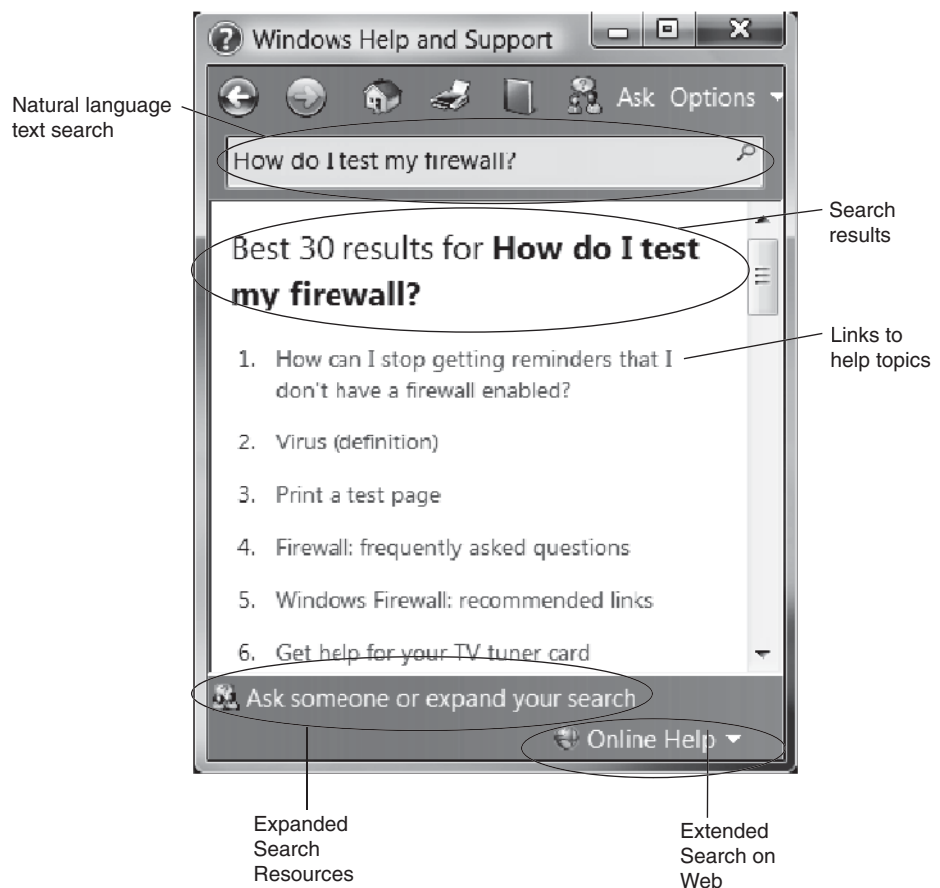 Windows Help and Support
Ask Options
Natural language
text search
How do I test my firewall?
Search
results
Best 30 results for How do I test
my firewall?
Links to
help topics
1. How can I stop getting reminders that I
don't have a firewall enabled?
2. Virus (definition)
3. Print a test page
4. Firewall: frequently asked questions
5. Windows Firewall: recommended links
6. Get help for your TV tuner card
Ask someone or expand your search
Online Help
Expanded
Search
Resources
Extended
Search on
Web